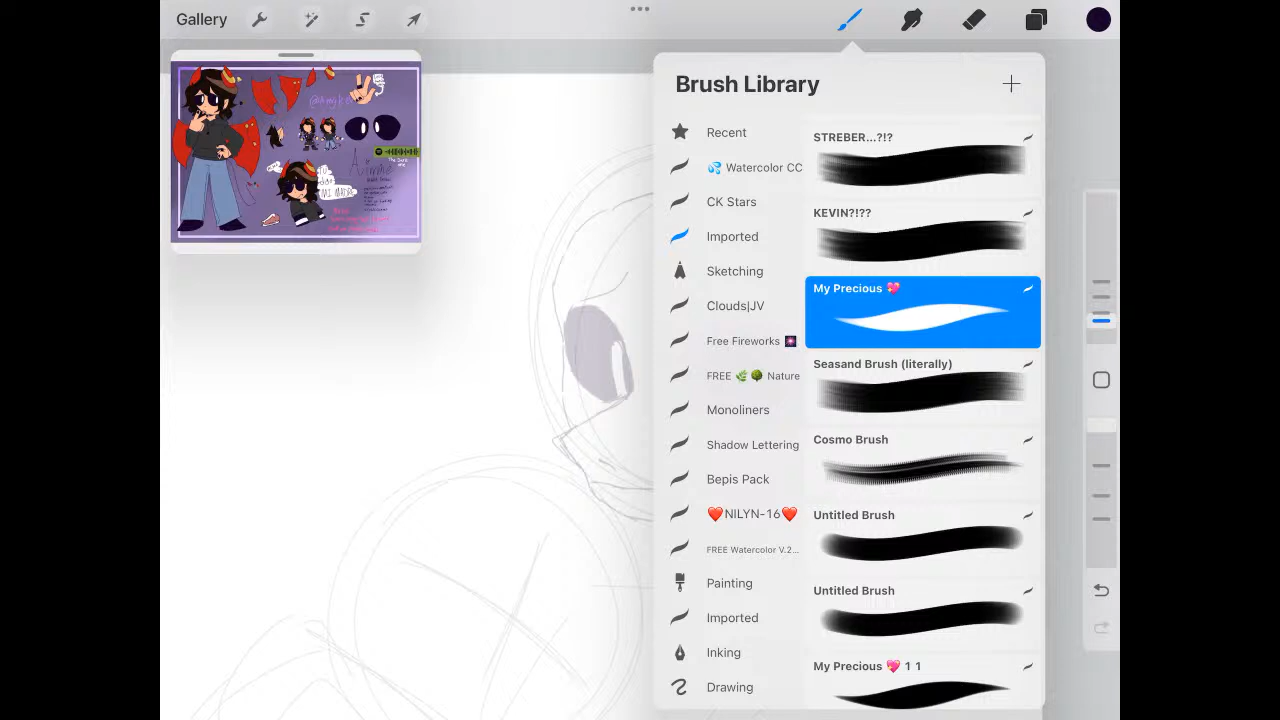 Gallery
Brush Library
Recent
💦 Watercolor CC
CK Stars
Imported
Sketching
Clouds|JV
Free Fireworks 🎆
FREE 🌿🌳 Nature
Monoliners
Shadow Lettering
Bepis Pack
❤️NILYN-16❤️
FREE Watercolor V.2...
Painting
Imported
Inking
Drawing
STREBER...?!?
KEVIN?!??
My Precious 💖
Seasand Brush (literally)
Cosmo Brush
Untitled Brush
Untitled Brush
My Precious 💖 1 1
MI MADRE